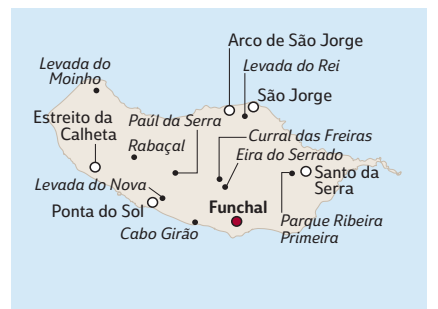 Arco de São Jorge
Levada do
Moinho
Levada do Rei
São Jorge
Estreito da
Calheta
Paúl da Serra
Rabaçal
Curral das Freiras
Eira do Serrado
Levada do Nova
Santo da
Serra
Ponta do Sol
Funchal
Parque Ribeira
Primeira
Cabo Girão